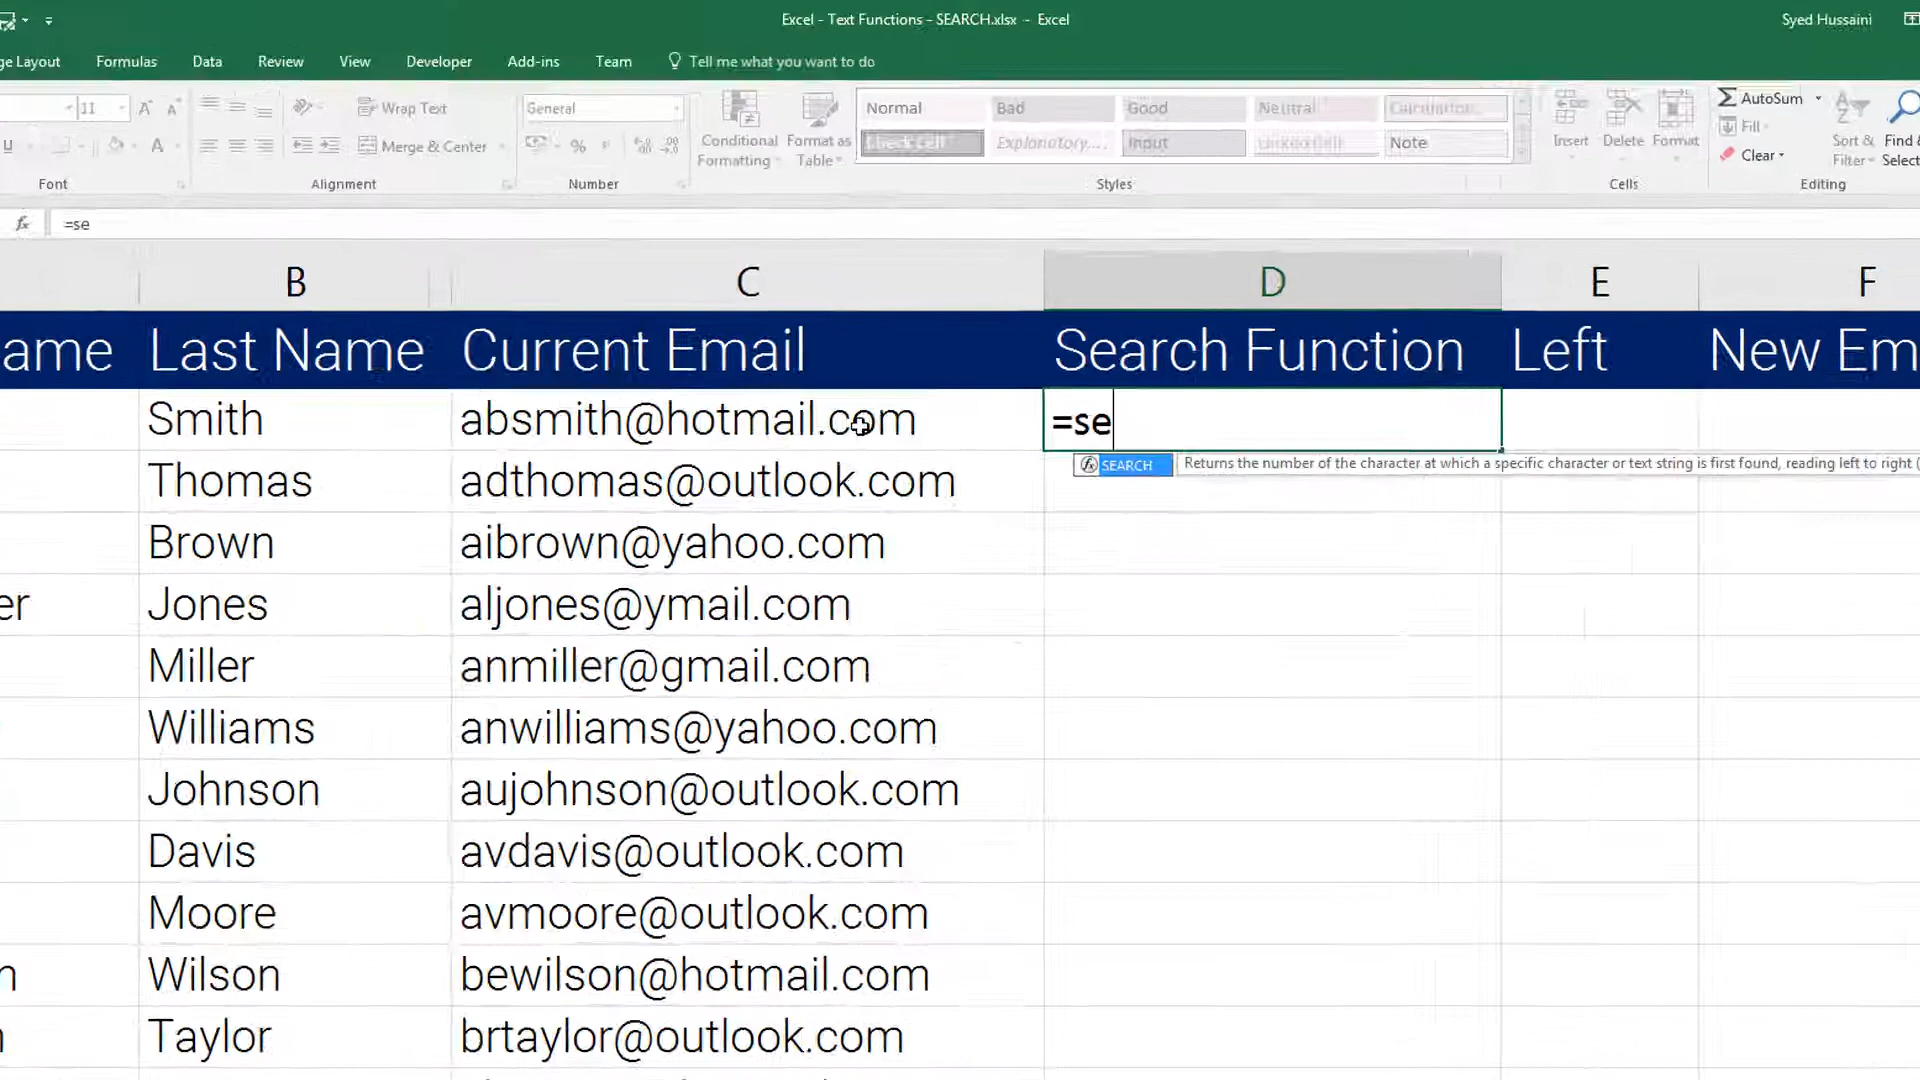 Excel - Text Functions - SEARCH.xlsx - Excel
Syed Hussaini
ge Layout Formulas Data Review View Developer Add-ins Team Tell me what you want to do
11 A A Wrap Text General Conditional Formatting Format as Table Normal Bad Good Neutral Calculation Insert Delete Format AutoSum Sort & Filter Find & Select
U A Merge & Center % Check Cell Explanatory... Input Linked Cell Note Fill
Clear
Font Alignment Number Styles Cells Editing
fx =se
B C D E F
ame Last Name Current Email Search Function Left New Em
Smith absmith@hotmail.com =se
SEARCH Returns the number of the character at which a specific character or text string is first found, reading left to right (
Thomas adthomas@outlook.com
Brown aibrown@yahoo.com
er Jones aljones@ymail.com
Miller anmiller@gmail.com
Williams anwilliams@yahoo.com
Johnson aujohnson@outlook.com
Davis avdavis@outlook.com
Moore avmoore@outlook.com
n Wilson bewilson@hotmail.com
n Taylor brtaylor@outlook.com